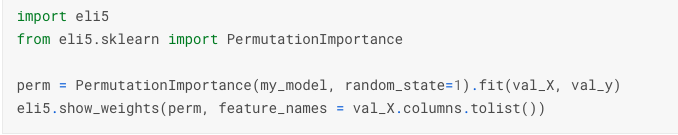 import eli5
from eli5.sklearn import PermutationImportance

perm = PermutationImportance(my_model, random_state=1).fit(val_X, val_y)
eli5.show_weights(perm, feature_names = val_X.columns.tolist())